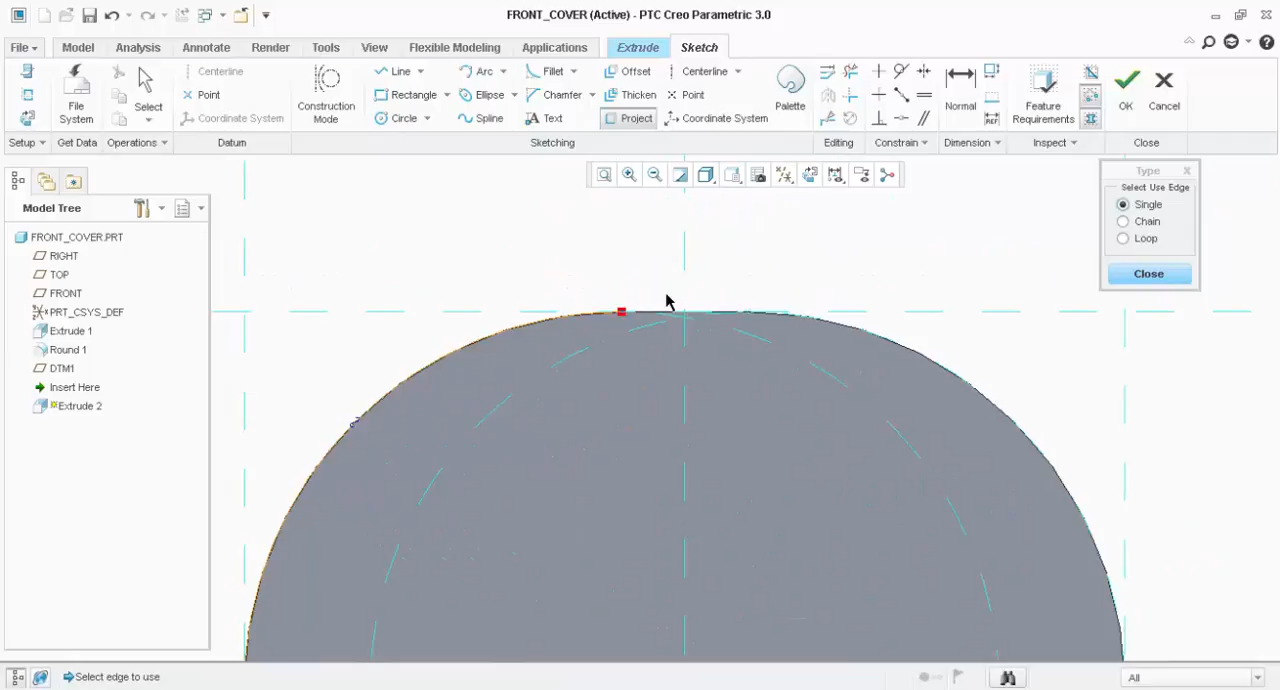 FRONT_COVER (Active) - PTC Creo Parametric 3.0
File Model Analysis Annotate Render Tools View Flexible Modeling Applications Extrude Sketch
Centerline Line Arc Fillet Offset Centerline
Point Rectangle Ellipse Chamfer Thicken Point
Coordinate System Circle Spline Text Project Coordinate System
File System Select Construction Mode Palette Normal Feature Requirements OK Cancel
REF
Setup Get Data Operations Datum Sketching Editing Constrain Dimension Inspect Close
Type
Select Use Edge
Single
Chain
Loop
Close
Model Tree
FRONT_COVER.PRT
RIGHT
TOP
FRONT
PRT_CSYS_DEF
Extrude 1
Round 1
DTM1
Insert Here
Extrude 2
Select edge to use
All